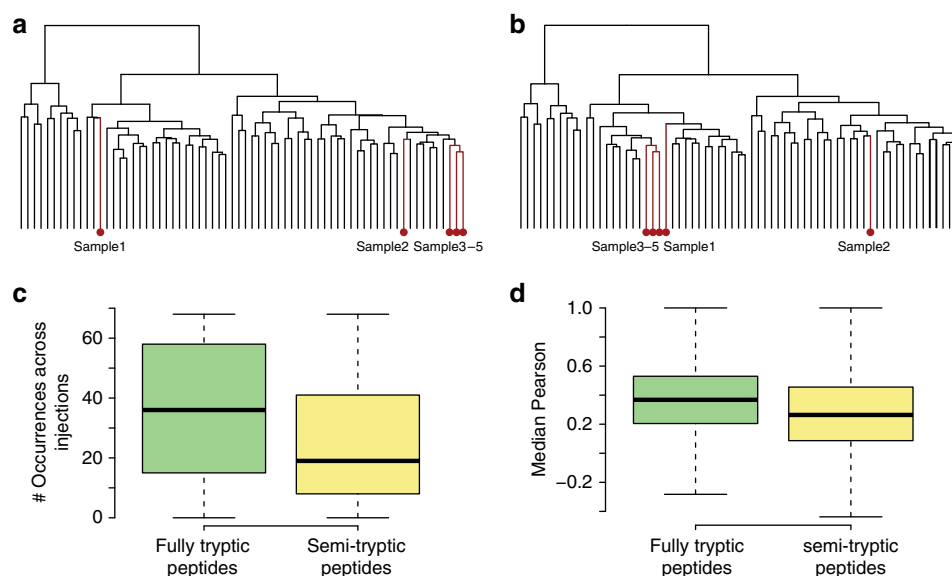 a
b
Sample1
Sample2
Sample3–5
Sample3–5
Sample1
Sample2
c
# Occurrences across
injections
60
40
20
0
Fully tryptic
peptides
Semi-tryptic
peptides
d
Median Pearson
1.0
0.6
0.2
−0.2
Fully tryptic
peptides
semi-tryptic
peptides